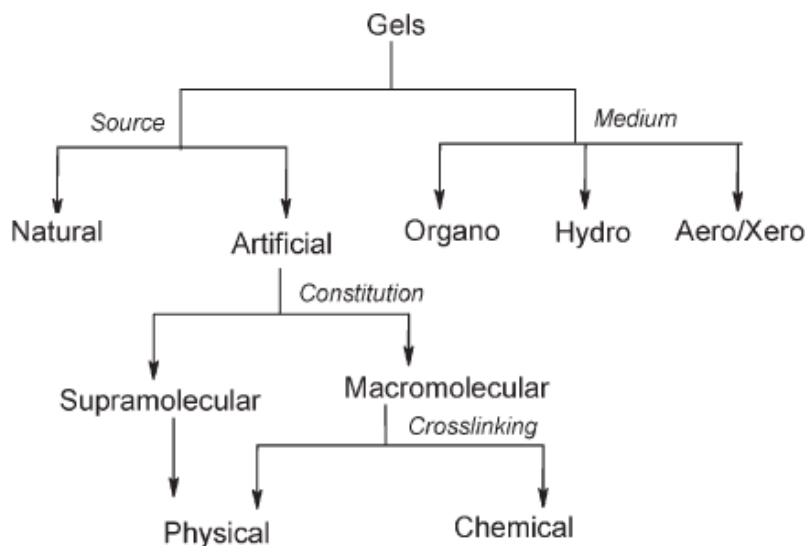 Gels
Source
Medium
Natural
Artificial
Organo
Hydro
Aero/Xero
Constitution
Supramolecular
Macromolecular
Crosslinking
Physical
Chemical